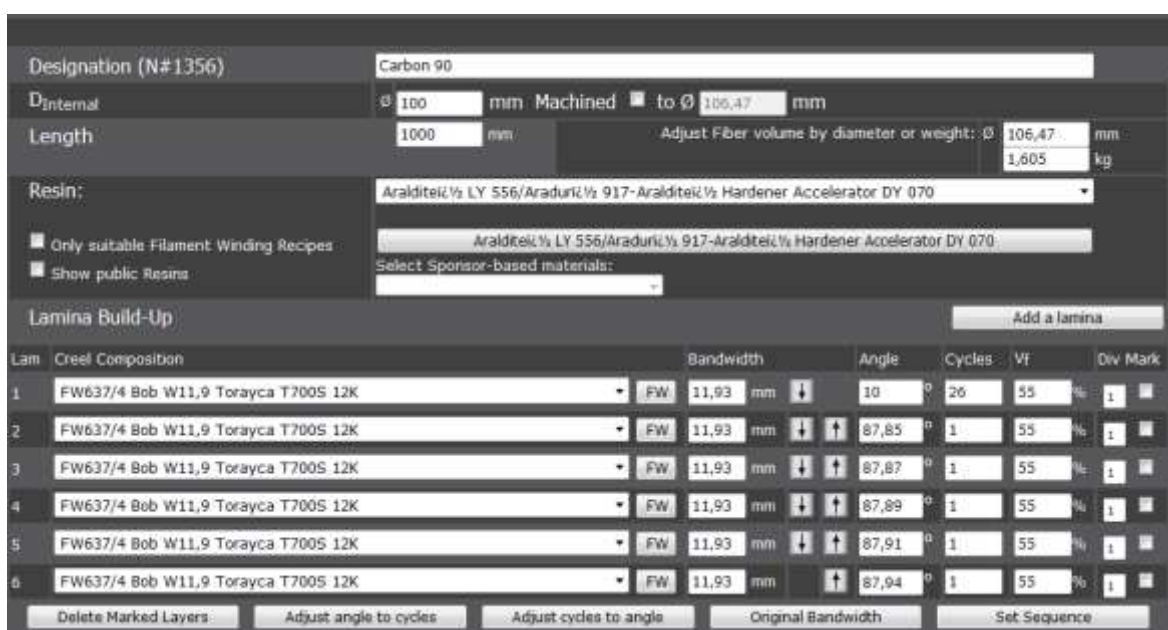 Designation (N#1356) Carbon 90
DInternal Ø 100 mm Machined to Ø 106,47 mm
Length 1000 mm Adjust Fiber volume by diameter or weight: Ø 106,47 mm
1,605 kg
Resin: Aralditeï¿½ LY 556/Aradurï¿½ 917-Aralditeï¿½ Hardener Accelerator DY 070
Only suitable Filament Winding Recipes Aralditeï¿½ LY 556/Aradurï¿½ 917-Aralditeï¿½ Hardener Accelerator DY 070
Show public Resins Select Sponsor-based materials:
Lamina Build-Up Add a lamina
Lam Creel Composition Bandwidth Angle Cycles Vf Div Mark
1 FW637/4 Bob W11,9 Torayca T700S 12K FW 11,93 mm 10 ° 26 55 % 1
2 FW637/4 Bob W11,9 Torayca T700S 12K FW 11,93 mm 87,85 ° 1 55 % 1
3 FW637/4 Bob W11,9 Torayca T700S 12K FW 11,93 mm 87,87 ° 1 55 % 1
4 FW637/4 Bob W11,9 Torayca T700S 12K FW 11,93 mm 87,89 ° 1 55 % 1
5 FW637/4 Bob W11,9 Torayca T700S 12K FW 11,93 mm 87,91 ° 1 55 % 1
6 FW637/4 Bob W11,9 Torayca T700S 12K FW 11,93 mm 87,94 ° 1 55 % 1
Delete Marked Layers Adjust angle to cycles Adjust cycles to angle Original Bandwidth Set Sequence